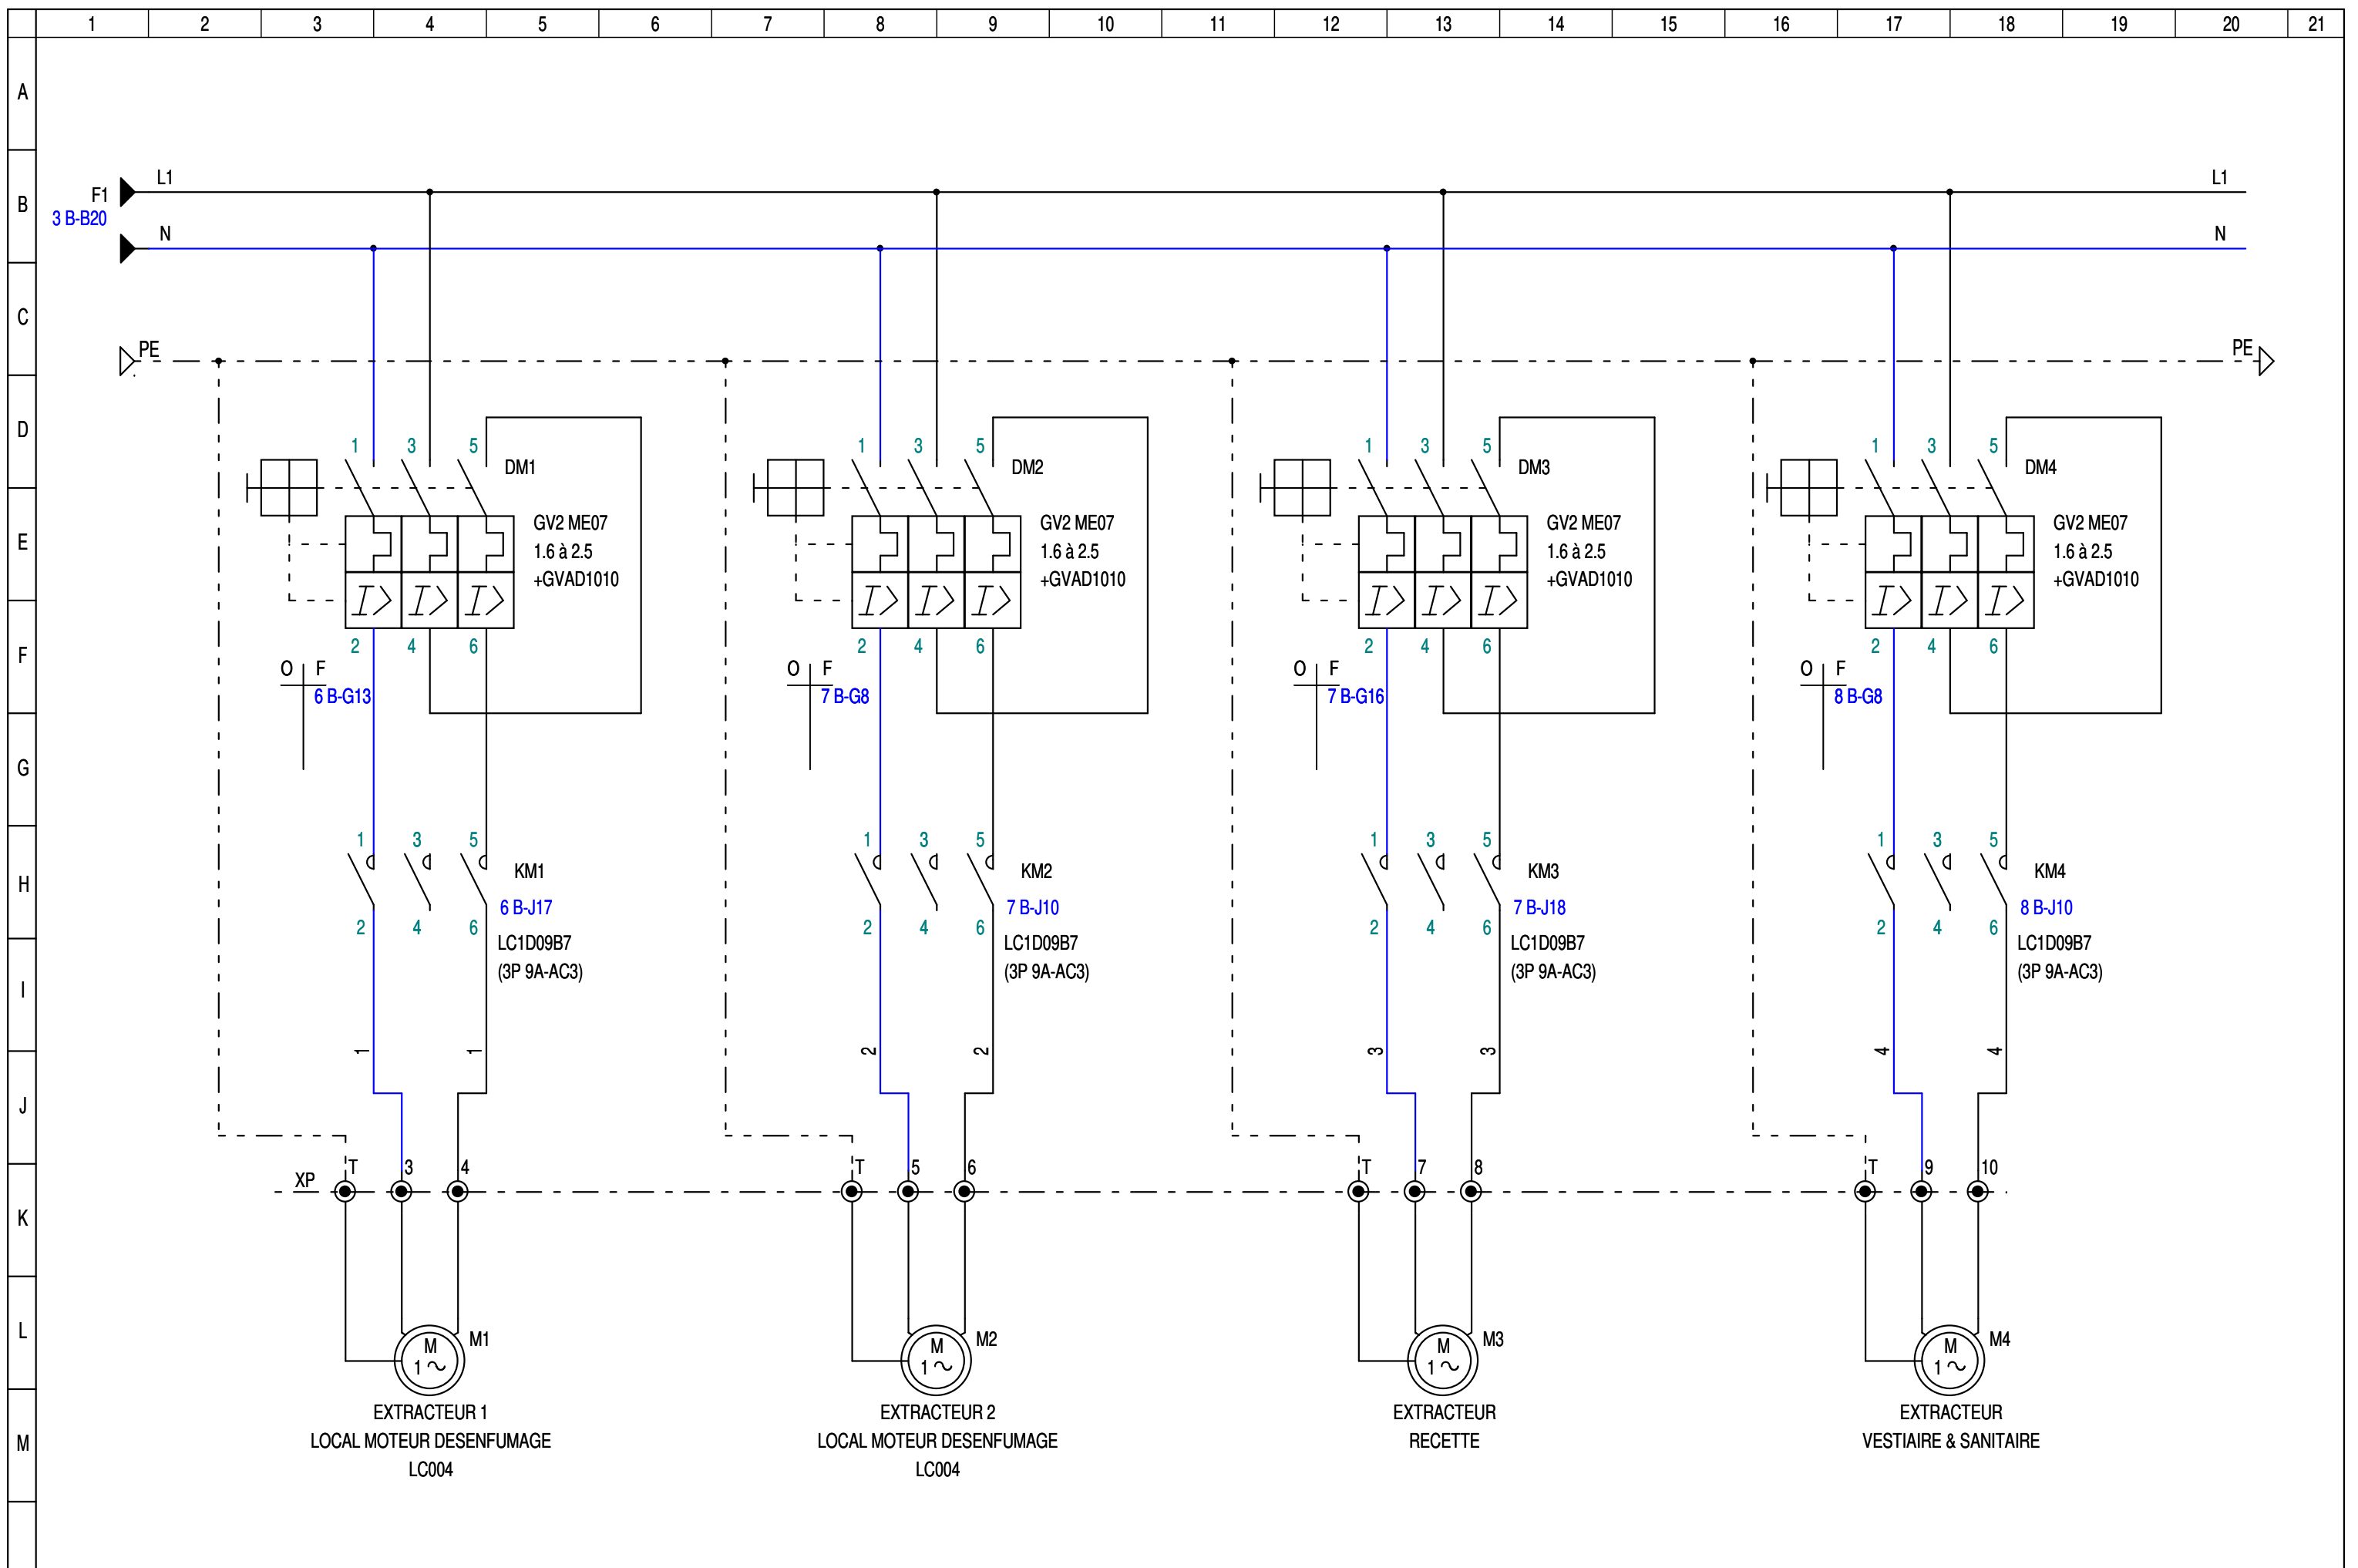 1 2 3 4 5 6 7 8 9 10 11 12 13 14 15 16 17 18 19 20 21
A
L1 L1
F1
B
3 B-B20
N N
C
PE PE
D
1 3 5 1 3 5 1 3 5 1 3 5
DM1 DM2 DM3 DM4
GV2 ME07 GV2 ME07 GV2 ME07 GV2 ME07
E
1.6 à 2.5 1.6 à 2.5 1.6 à 2.5 1.6 à 2.5
+GVAD1010 +GVAD1010 +GVAD1010 +GVAD1010
I> I> I> I> I> I> I> I> I> I> I> I>
2 4 6 2 4 6 2 4 6 2 4 6
F
O F O F O F O F
6 B-G13 7 B-G8 7 B-G16 8 B-G8
G
1 3 5 1 3 5 1 3 5 1 3 5
KM1 KM2 KM3 KM4
H
6 B-J17 7 B-J10 7 B-J18 8 B-J10
2 4 6 2 4 6 2 4 6 2 4 6
LC1D09B7 LC1D09B7 LC1D09B7 LC1D09B7
(3P 9A-AC3) (3P 9A-AC3) (3P 9A-AC3) (3P 9A-AC3)
I
1 1 2 2 3 3 4 4
J
T 3 4 T 5 6 T 7 8 T 9 10
XP
K
L
M1 M2 M3 M4
M M M M
1~ 1~ 1~ 1~
EXTRACTEUR 1 EXTRACTEUR 2 EXTRACTEUR EXTRACTEUR
M
LOCAL MOTEUR DESENFUMAGE LOCAL MOTEUR DESENFUMAGE RECETTE VESTIAIRE & SANITAIRE
LC004 LC004